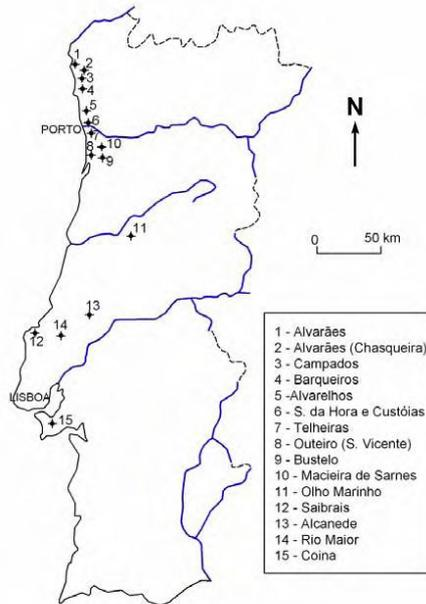 1
2
3
4
5
6
PORTO
7
8
10
9
11
12
13
14
LISBOA
15
N
0 50 km
1 - Alvarães
2 - Alvarães (Chasqueira)
3 - Campados
4 - Barqueiros
5 -Alvarelhos
6 - S. da Hora e Custóias
7 - Telheiras
8 - Outeiro (S. Vicente)
9 - Bustelo
10 - Macieira de Sarnes
11 - Olho Marinho
12 - Saibrais
13 - Alcanede
14 - Rio Maior
15 - Coina